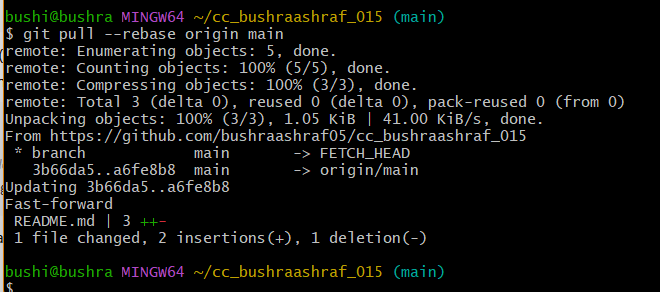 bushi@bushra MINGW64 ~/cc_bushraashraf_015 (main)
$ git pull --rebase origin main
remote: Enumerating objects: 5, done.
remote: Counting objects: 100% (5/5), done.
remote: Compressing objects: 100% (3/3), done.
remote: Total 3 (delta 0), reused 0 (delta 0), pack-reused 0 (from 0)
Unpacking objects: 100% (3/3), 1.05 KiB | 41.00 KiB/s, done.
From https://github.com/bushraashraf05/cc_bushraashraf_015
 * branch            main       -> FETCH_HEAD
   3b66da5..a6fe8b8  main       -> origin/main
Updating 3b66da5..a6fe8b8
Fast-forward
 README.md | 3 ++-
 1 file changed, 2 insertions(+), 1 deletion(-)
bushi@bushra MINGW64 ~/cc_bushraashraf_015 (main)
$